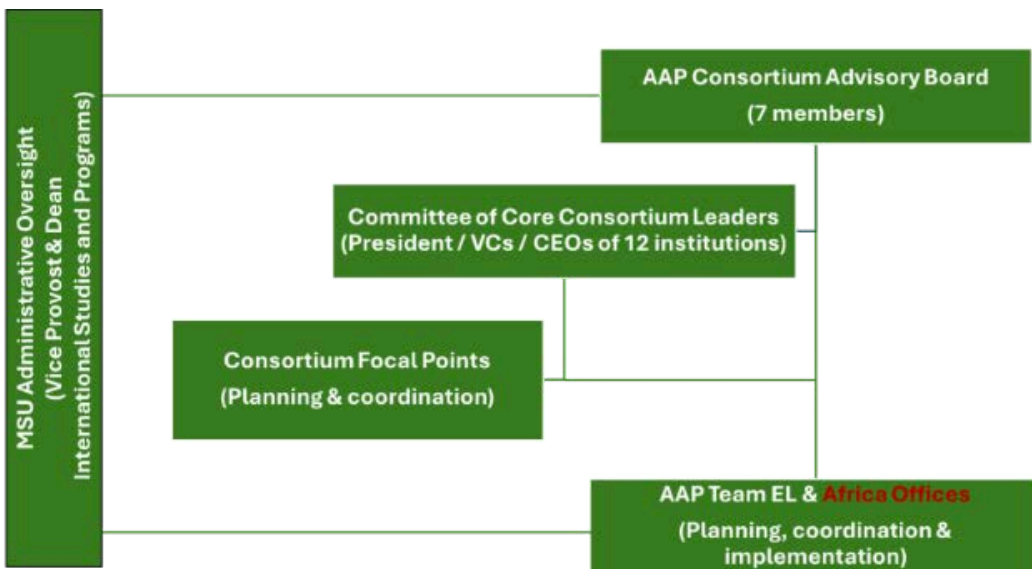 MSU Administrative Oversight
(Vice Provost & Dean
International Studies and Programs)
AAP Consortium Advisory Board
(7 members)
Committee of Core Consortium Leaders
(President / VCs / CEOs of 12 institutions)
Consortium Focal Points
(Planning & coordination)
AAP Team EL & Africa Offices
(Planning, coordination &
implementation)